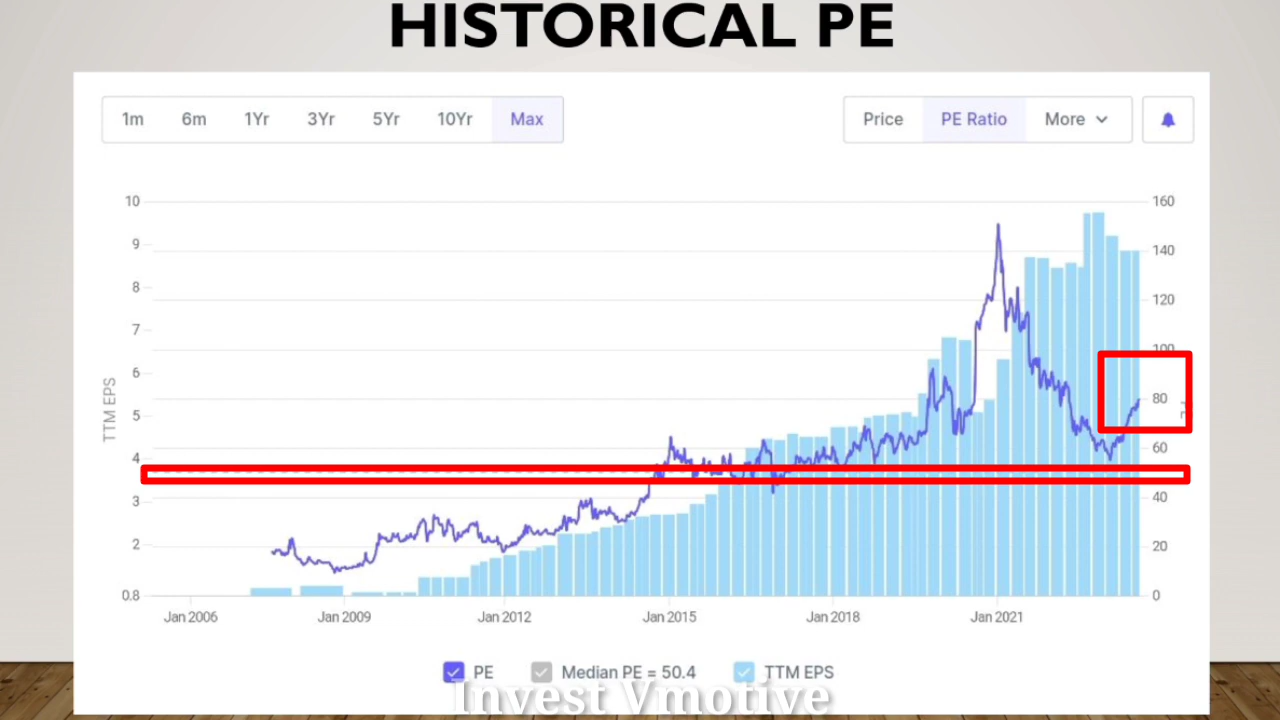 HISTORICAL PE
1m 6m 1Yr 3Yr 5Yr 10Yr Max
Price PE Ratio More
10
9
8
7
6
5
4
3
2
0.8
TTM EPS
160
140
120
100
80
60
40
20
0
Jan 2006 Jan 2009 Jan 2012 Jan 2015 Jan 2018 Jan 2021
PE Median PE = 50.4 TTM EPS
Invest Vmotive